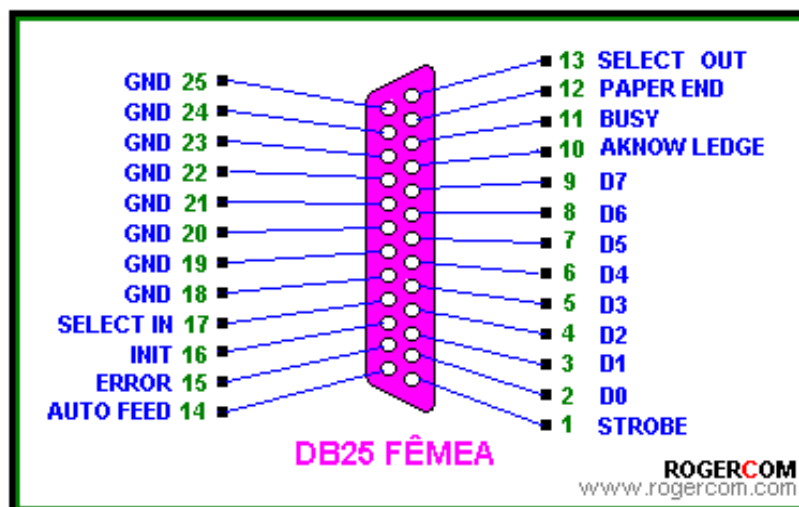 GND 25
GND 24
GND 23
GND 22
GND 21
GND 20
GND 19
GND 18
SELECT IN 17
INIT 16
ERROR 15
AUTO FEED 14
13 SELECT OUT
12 PAPER END
11 BUSY
10 AKNOW LEDGE
9 D7
8 D6
7 D5
6 D4
5 D3
4 D2
3 D1
2 D0
1 STROBE
DB25 FÊMEA
ROGERCOM
www.rogercom.com